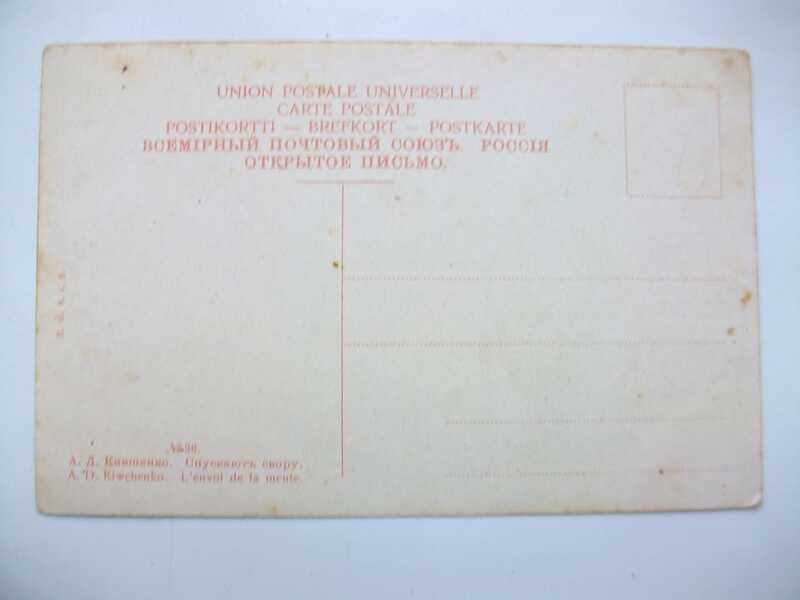 UNION POSTALE UNIVERSELLE
CARTE POSTALE
POSTIKORTTI — BREFKORT — POSTKARTE
ВСЕМІРНЫЙ ПОЧТОВЫЙ СОЮЗЪ. РОССІЯ
ОТКРЫТОЕ ПИСЬМО.
№36.
А. Д. Кившенко. Спускаютъ свору.
A. D. Kiwchenko. L'envoi de la meute.